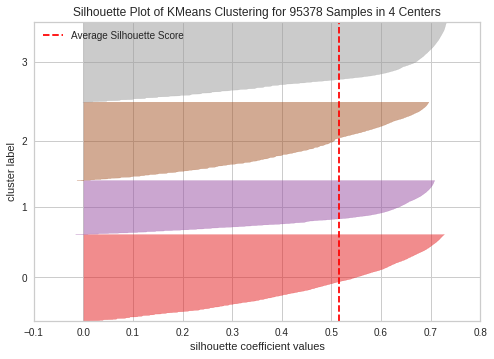 Silhouette Plot of KMeans Clustering for 95378 Samples in 4 Centers
Average Silhouette Score
3
2
1
0
cluster label
−0.1 0.0 0.1 0.2 0.3 0.4 0.5 0.6 0.7 0.8
silhouette coefficient values